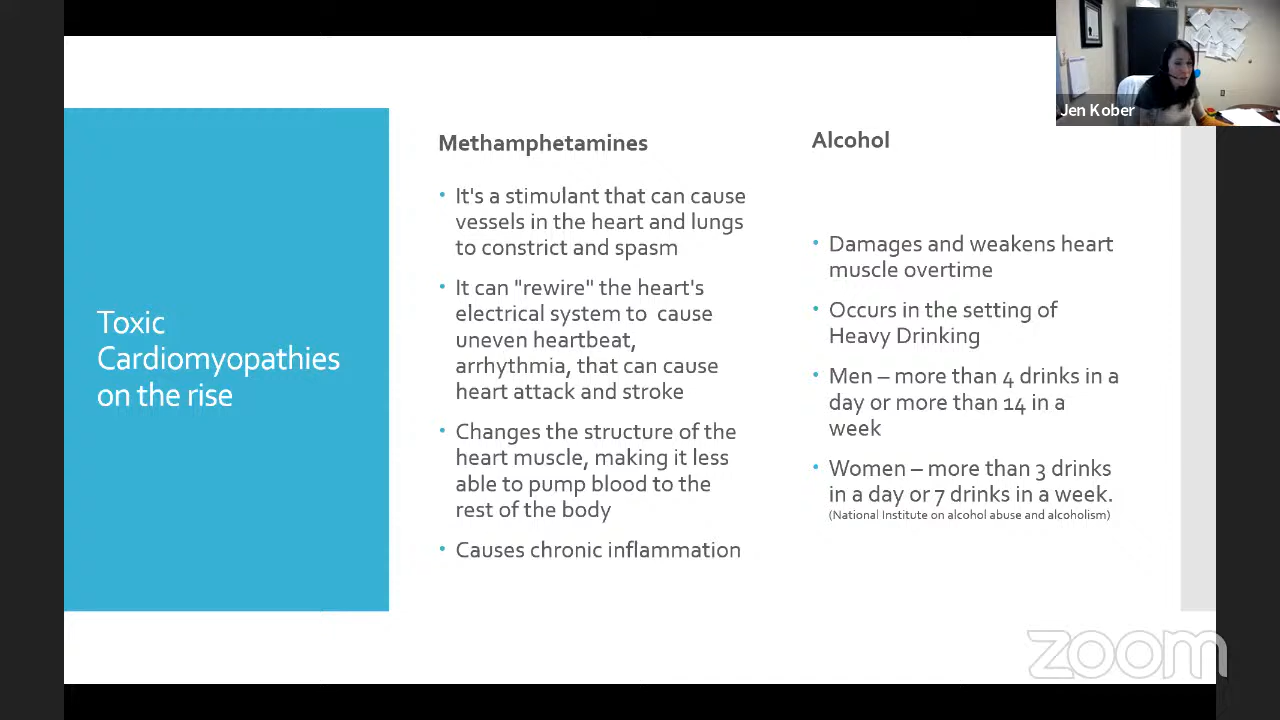 Jen Kober
Toxic
Cardiomyopathies
on the rise
Methamphetamines
• It's a stimulant that can cause
vessels in the heart and lungs
to constrict and spasm
• It can "rewire" the heart's
electrical system to  cause
uneven heartbeat,
arrhythmia, that can cause
heart attack and stroke
• Changes the structure of the
heart muscle, making it less
able to pump blood to the
rest of the body
• Causes chronic inflammation
Alcohol
• Damages and weakens heart
muscle overtime
• Occurs in the setting of
Heavy Drinking
• Men – more than 4 drinks in a
day or more than 14 in a
week
• Women – more than 3 drinks
in a day or 7 drinks in a week.
(National Institute on alcohol abuse and alcoholism)
zoom